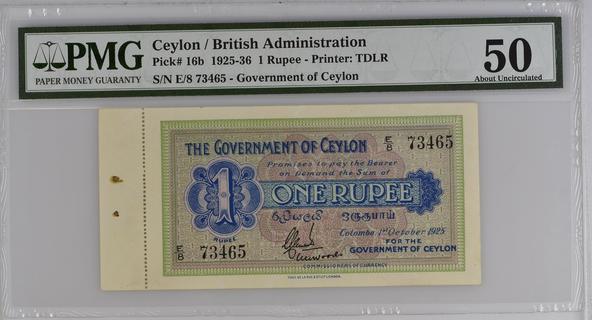 PMG
PAPER MONEY GUARANTY
Ceylon / British Administration
Pick# 16b 1925-36 1 Rupee - Printer: TDLR
S/N E/8 73465 - Government of Ceylon
50
About Uncirculated
THE GOVERNMENT OF CEYLON
E/8 73465
Promises to pay the Bearer
on Demand the Sum of
1
RUPEE
ONE RUPEE
ஒருரூபாய்
Colombo, 1st October 1925
FOR THE
GOVERNMENT OF CEYLON
E/8 73465
COMMISSIONERS OF CURRENCY